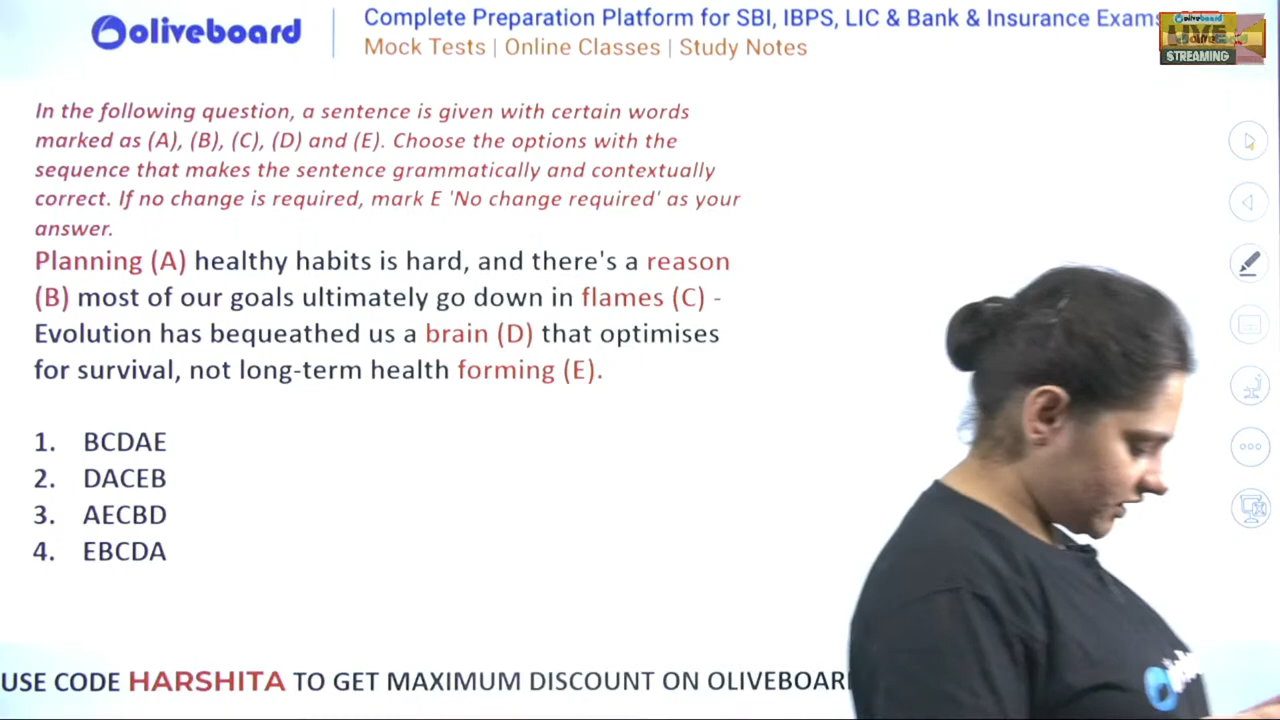 oliveboard
Complete Preparation Platform for SBI, IBPS, LIC & Bank & Insurance Exams
Mock Tests | Online Classes | Study Notes
LIVE
STREAMING
In the following question, a sentence is given with certain words
marked as (A), (B), (C), (D) and (E). Choose the options with the
sequence that makes the sentence grammatically and contextually
correct. If no change is required, mark E 'No change required' as your
answer.
Planning (A) healthy habits is hard, and there's a reason
(B) most of our goals ultimately go down in flames (C) -
Evolution has bequeathed us a brain (D) that optimises
for survival, not long-term health forming (E).
1. BCDAE
2. DACEB
3. AECBD
4. EBCDA
USE CODE HARSHITA TO GET MAXIMUM DISCOUNT ON OLIVEBOAR